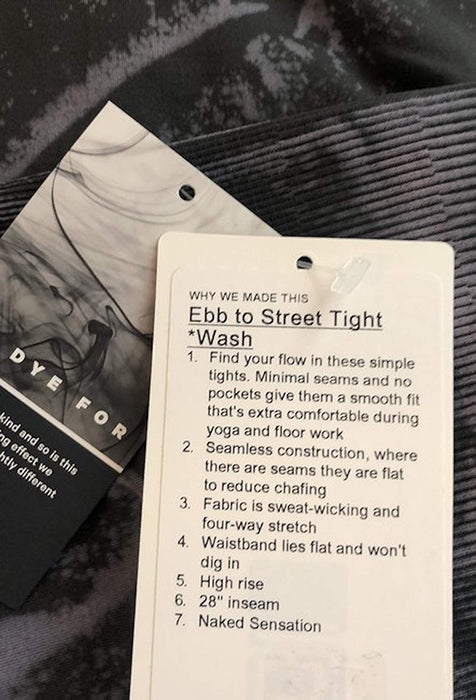 WHY WE MADE THIS
Ebb to Street Tight
*Wash
1. Find your flow in these simple
tights. Minimal seams and no
pockets give them a smooth fit
that's extra comfortable during
yoga and floor work
2. Seamless construction, where
there are seams they are flat
to reduce chafing
3. Fabric is sweat-wicking and
four-way stretch
4. Waistband lies flat and won't
dig in
5. High rise
6. 28" inseam
7. Naked Sensation
DYE FOR
kind and so is this
ng effect we
htly different